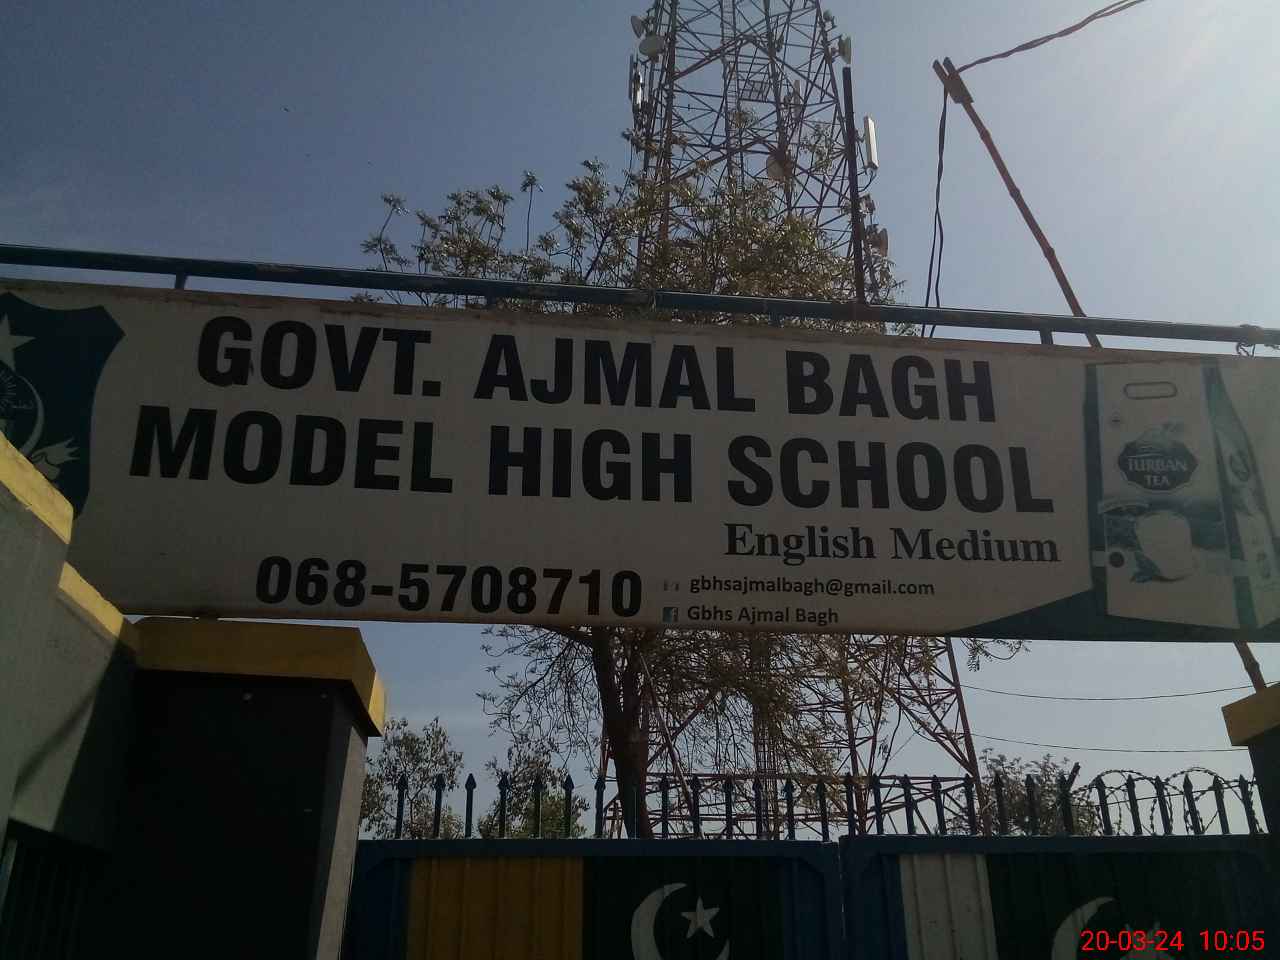 GOVT. AJMAL BAGH
MODEL HIGH SCHOOL
English Medium
068-5708710
gbhsajmalbagh@gmail.com
Gbhs Ajmal Bagh
TURBAN
TEA
20-03-24 10:05